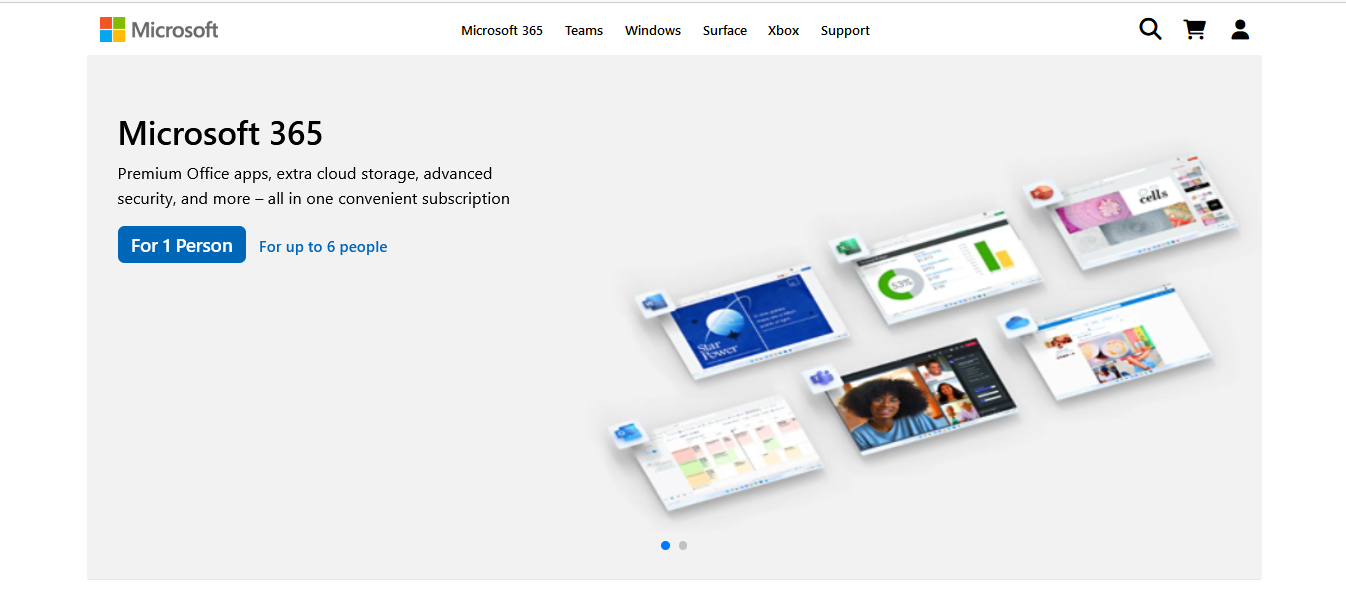 Microsoft
Microsoft 365
Teams
Windows
Surface
Xbox
Support
Microsoft 365
Premium Office apps, extra cloud storage, advanced
security, and more – all in one convenient subscription
For 1 Person
For up to 6 people
cells
53%
Star
Power